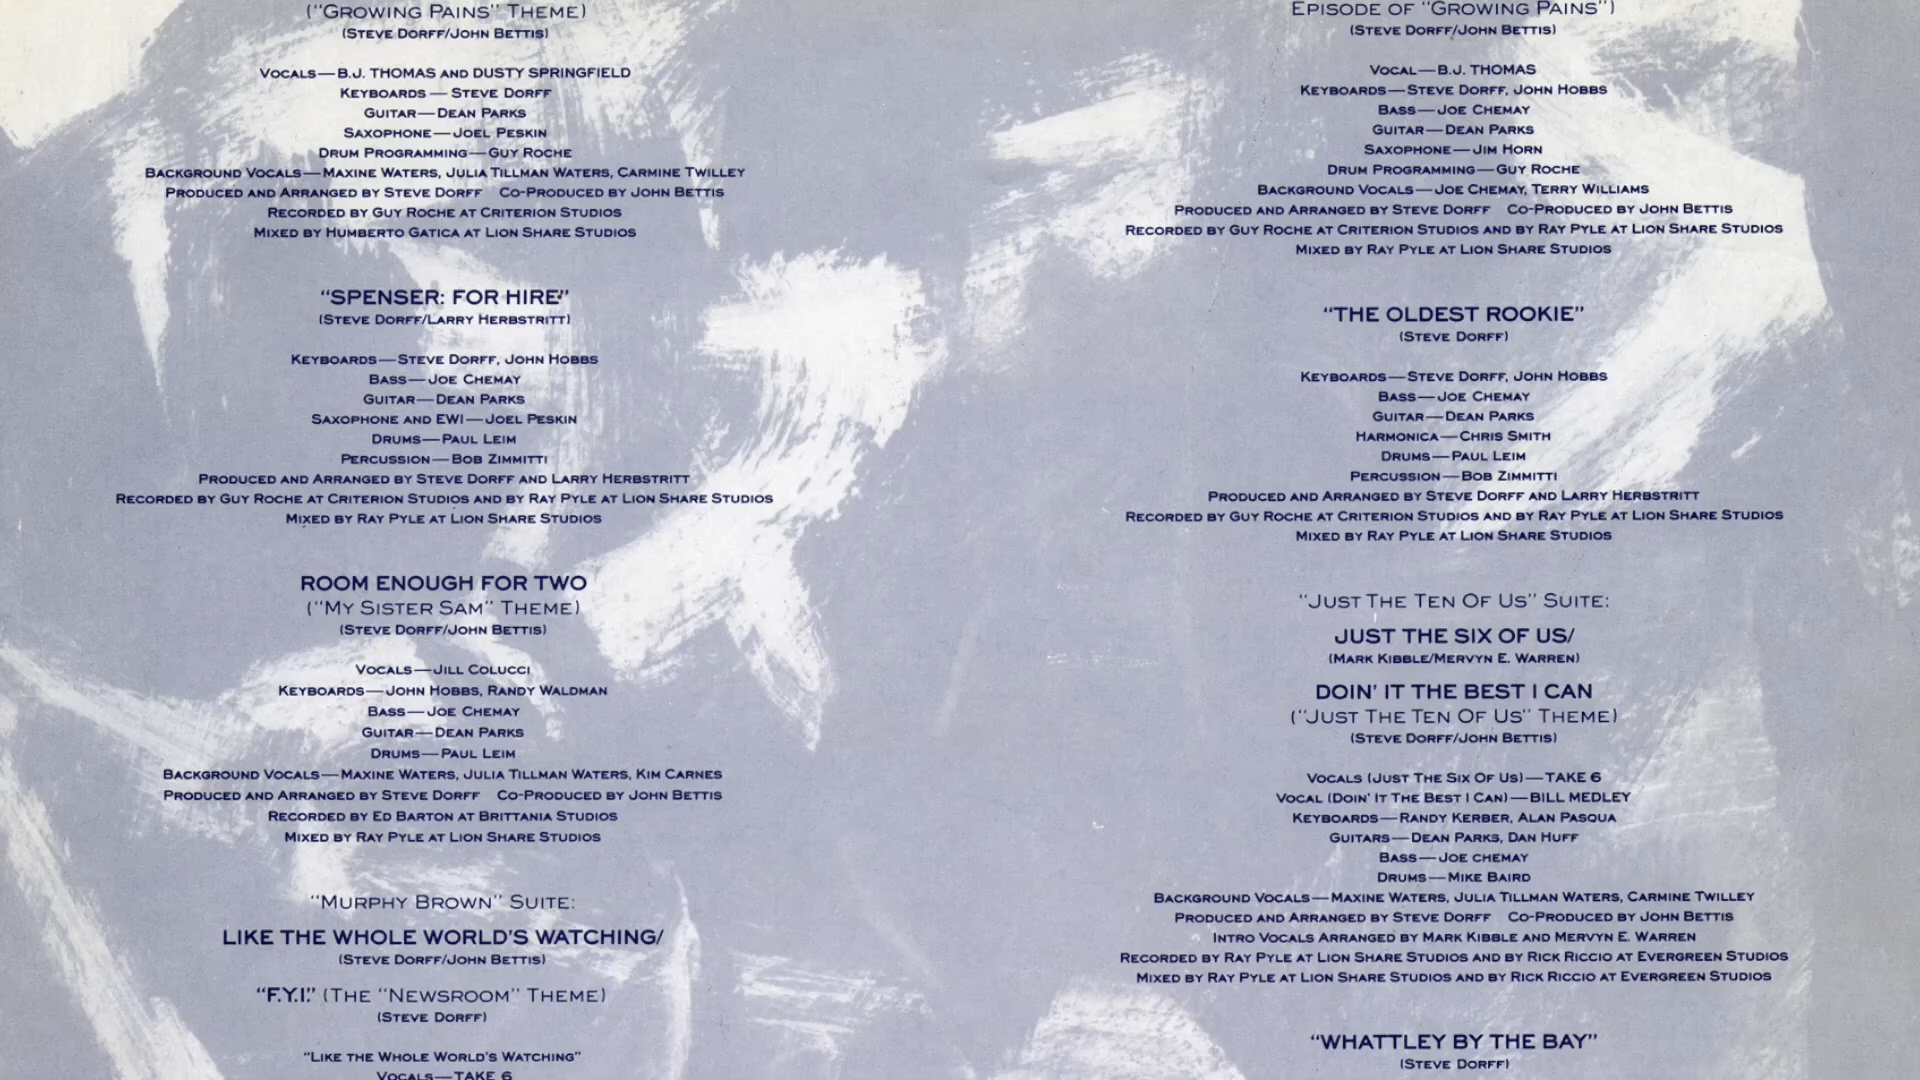 ("Growing Pains" Theme)
(Steve Dorff/John Bettis)
Vocals—B.J. THOMAS AND DUSTY SPRINGFIELD
Keyboards — Steve Dorff
Guitar—Dean Parks
Saxophone—Joel Peskin
Drum Programming—Guy Roche
Background Vocals—Maxine Waters, Julia Tillman Waters, Carmine Twilley
Produced and Arranged by Steve Dorff Co-Produced by John Bettis
Recorded by Guy Roche at Criterion Studios
Mixed by Humberto Gatica at Lion Share Studios
"SPENSER: FOR HIRE"
(Steve Dorff/Larry Herbstritt)
Keyboards—Steve Dorff, John Hobbs
Bass—Joe Chemay
Guitar—Dean Parks
Saxophone and EWI—Joel Peskin
Drums—Paul Leim
Percussion—Bob Zimmitti
Produced and Arranged by Steve Dorff and Larry Herbstritt
Recorded by Guy Roche at Criterion Studios and by Ray Pyle at Lion Share Studios
Mixed by Ray Pyle at Lion Share Studios
ROOM ENOUGH FOR TWO
("My Sister Sam" Theme)
(Steve Dorff/John Bettis)
Vocals—JILL COLUCCI
Keyboards—John Hobbs, Randy Waldman
Bass—Joe Chemay
Guitar—Dean Parks
Drums—Paul Leim
Background Vocals—Maxine Waters, Julia Tillman Waters, Kim Carnes
Produced and Arranged by Steve Dorff Co-Produced by John Bettis
Recorded by Ed Barton at Brittania Studios
Mixed by Ray Pyle at Lion Share Studios
"Murphy Brown" Suite:
LIKE THE WHOLE WORLD'S WATCHING/
(Steve Dorff/John Bettis)
"F.Y.I." (The "Newsroom" Theme)
(Steve Dorff)
"Like the Whole World's Watching"
Vocals—TAKE 6
Episode of "Growing Pains")
(Steve Dorff/John Bettis)
Vocal—B.J. THOMAS
Keyboards—Steve Dorff, John Hobbs
Bass—Joe Chemay
Guitar—Dean Parks
Saxophone—Jim Horn
Drum Programming—Guy Roche
Background Vocals—Joe Chemay, Terry Williams
Produced and Arranged by Steve Dorff Co-Produced by John Bettis
Recorded by Guy Roche at Criterion Studios and by Ray Pyle at Lion Share Studios
Mixed by Ray Pyle at Lion Share Studios
"THE OLDEST ROOKIE"
(Steve Dorff)
Keyboards—Steve Dorff, John Hobbs
Bass—Joe Chemay
Guitar—Dean Parks
Harmonica—Chris Smith
Drums—Paul Leim
Percussion—Bob Zimmitti
Produced and Arranged by Steve Dorff and Larry Herbstritt
Recorded by Guy Roche at Criterion Studios and by Ray Pyle at Lion Share Studios
Mixed by Ray Pyle at Lion Share Studios
"Just The Ten Of Us" Suite:
JUST THE SIX OF US/
(Mark Kibble/Mervyn E. Warren)
DOIN' IT THE BEST I CAN
("Just The Ten Of Us" Theme)
(Steve Dorff/John Bettis)
Vocals (Just The Six Of Us)—TAKE 6
Vocal (Doin' It The Best I Can)—BILL MEDLEY
Keyboards—Randy Kerber, Alan Pasqua
Guitars—Dean Parks, Dan Huff
Bass—Joe chemay
Drums—Mike Baird
Background Vocals—Maxine Waters, Julia Tillman Waters, Carmine Twilley
Produced and Arranged by Steve Dorff Co-Produced by John Bettis
Intro Vocals Arranged by Mark Kibble and Mervyn E. Warren
Recorded by Ray Pyle at Lion Share Studios and by Rick Riccio at Evergreen Studios
Mixed by Ray Pyle at Lion Share Studios and by Rick Riccio at Evergreen Studios
"WHATTLEY BY THE BAY"
(Steve Dorff)